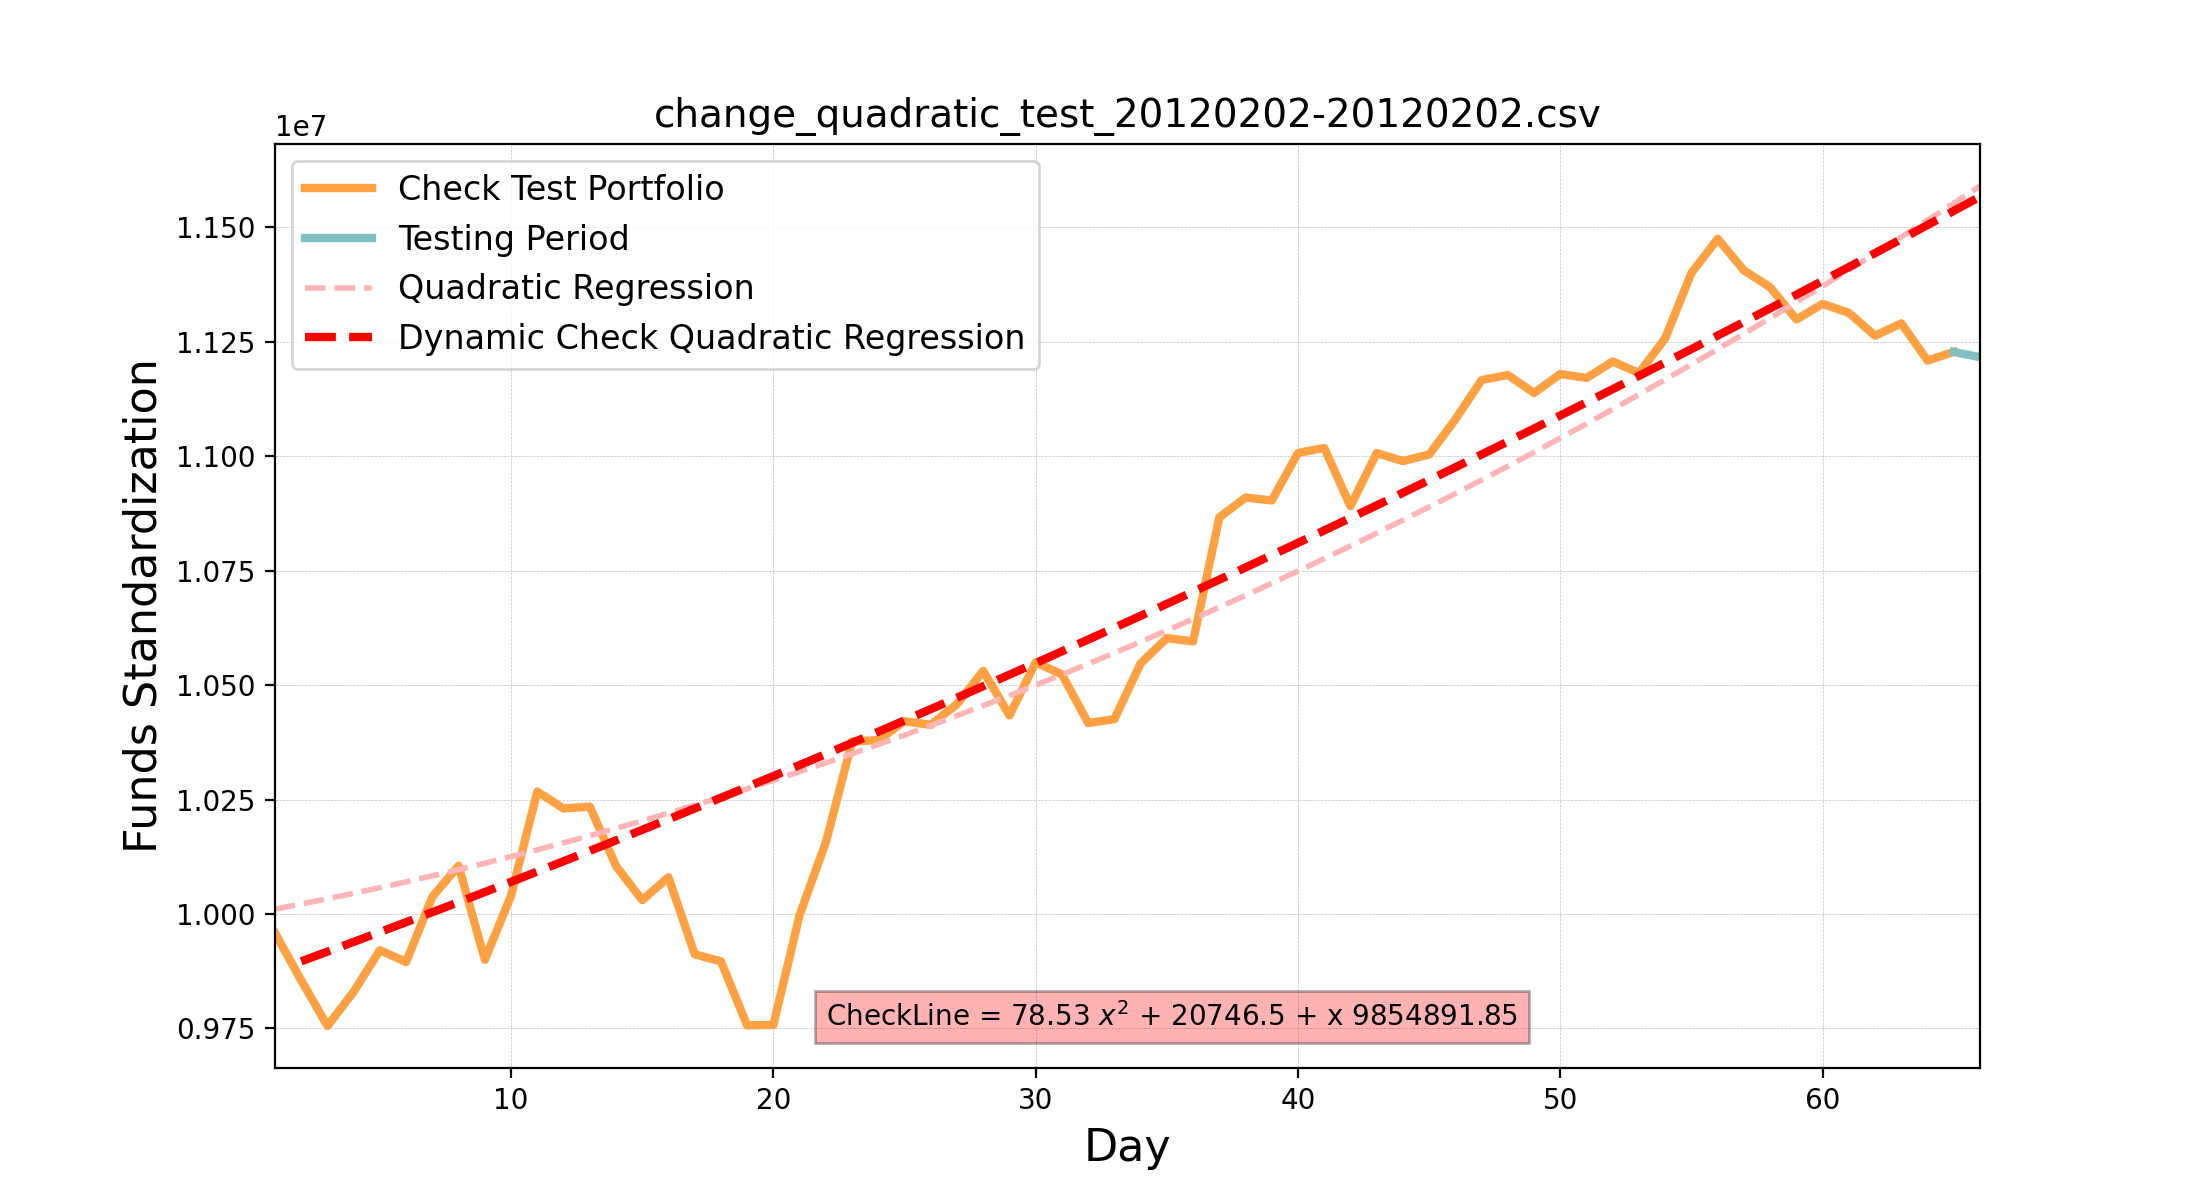 change_quadratic_test_20120202-20120202.csv
1e7
Check Test Portfolio
Testing Period
Quadratic Regression
Dynamic Check Quadratic Regression
1.150
1.125
1.100
1.075
1.050
1.025
1.000
0.975
Funds Standardization
CheckLine = 78.53 x² + 20746.5 + x 9854891.85
10 20 30 40 50 60
Day